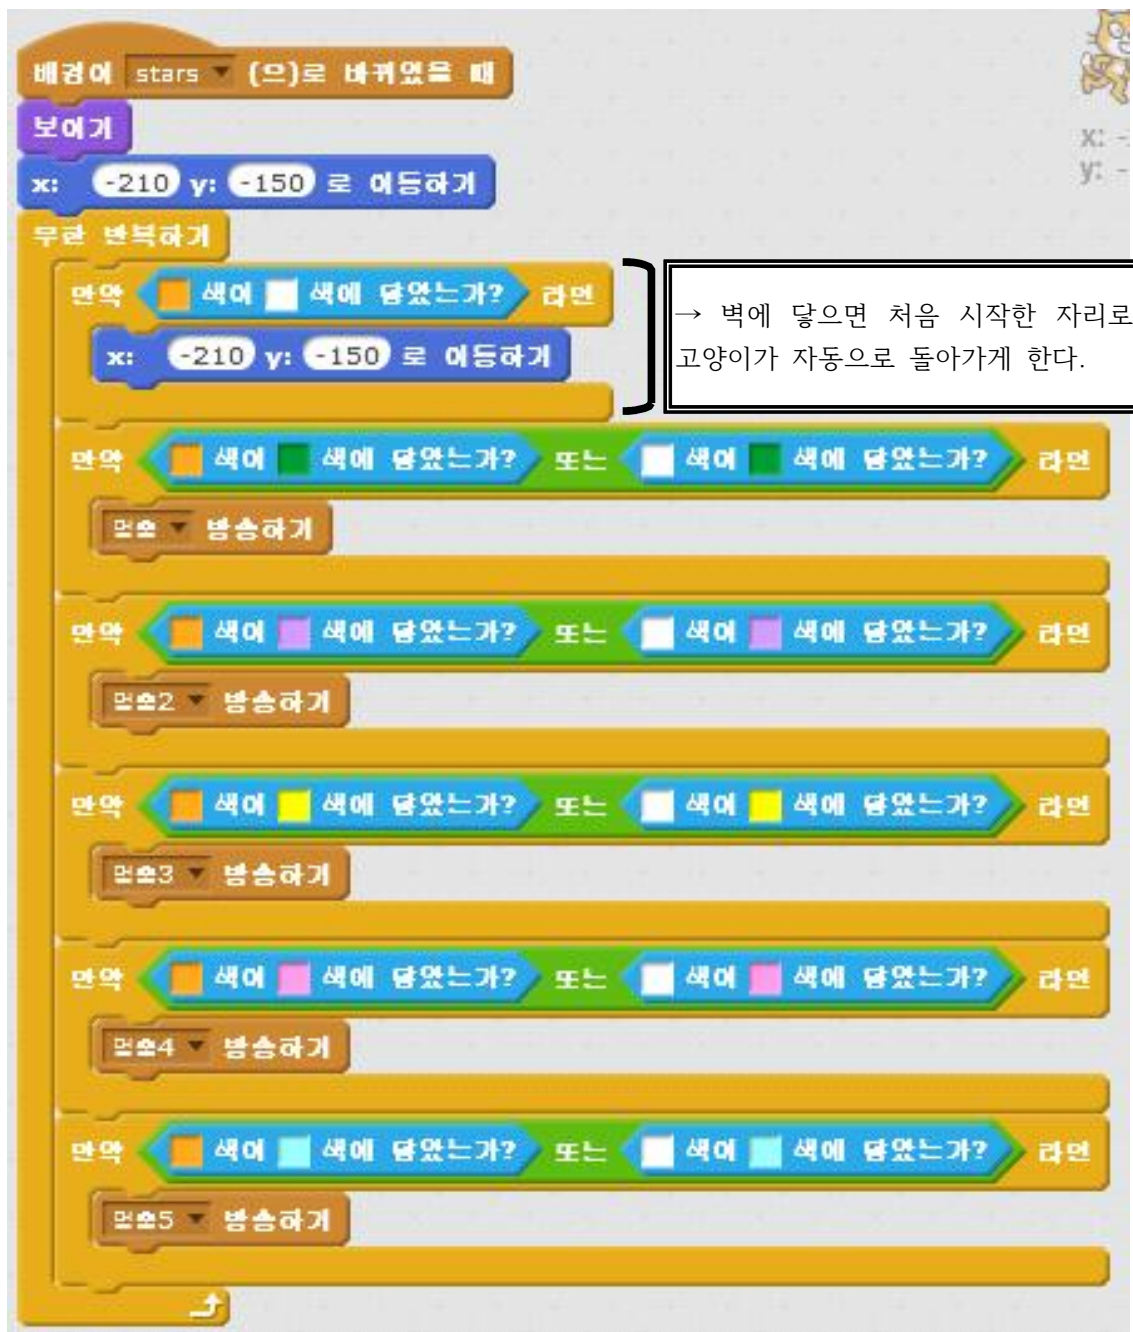 배경이 stars (으)로 바뀌었을 때
보이기
x: -210 y: -150 로 이동하기
무한 반복하기
만약 색이 색에 닿았는가? 라면
x: -210 y: -150 로 이동하기
→ 벽에 닿으면 처음 시작한 자리로
고양이가 자동으로 돌아가게 한다.
만약 색이 색에 닿았는가? 또는 색이 색에 닿았는가? 라면
멈춤 방송하기
만약 색이 색에 닿았는가? 또는 색이 색에 닿았는가? 라면
멈춤2 방송하기
만약 색이 색에 닿았는가? 또는 색이 색에 닿았는가? 라면
멈춤3 방송하기
만약 색이 색에 닿았는가? 또는 색이 색에 닿았는가? 라면
멈춤4 방송하기
만약 색이 색에 닿았는가? 또는 색이 색에 닿았는가? 라면
멈춤5 방송하기
x: -
y: -